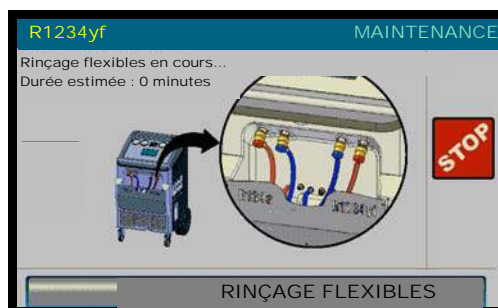 R1234yf
MAINTENANCE
Rinçage flexibles en cours...
Durée estimée : 0 minutes
STOP
RINÇAGE FLEXIBLES